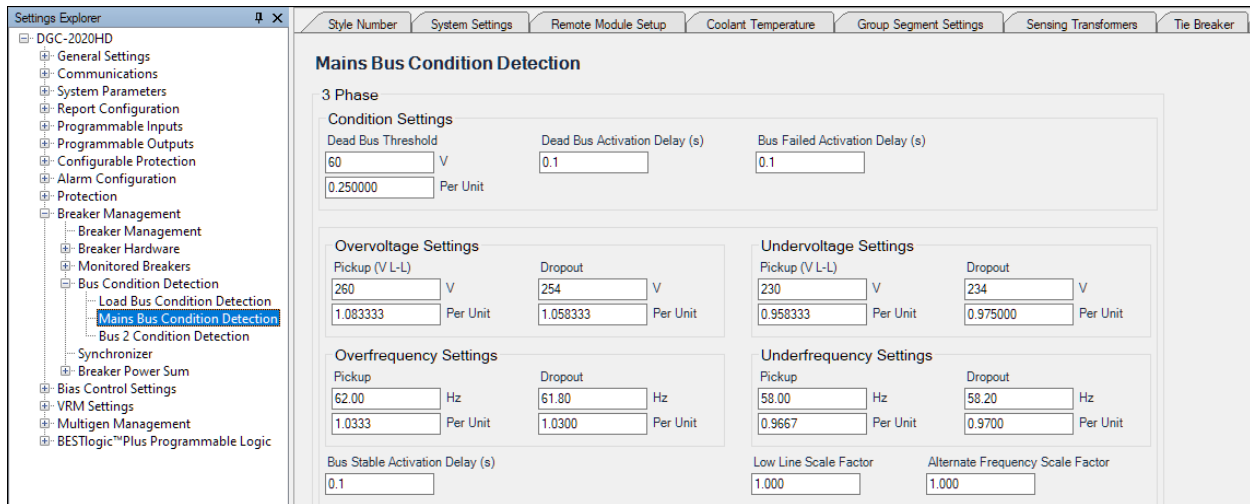 Settings Explorer
DGC-2020HD
General Settings
Communications
System Parameters
Report Configuration
Programmable Inputs
Programmable Outputs
Configurable Protection
Alarm Configuration
Protection
Breaker Management
Breaker Management
Breaker Hardware
Monitored Breakers
Bus Condition Detection
Load Bus Condition Detection
Mains Bus Condition Detection
Bus 2 Condition Detection
Synchronizer
Breaker Power Sum
Bias Control Settings
VRM Settings
Multigen Management
BESTlogic™Plus Programmable Logic
Style Number System Settings Remote Module Setup Coolant Temperature Group Segment Settings Sensing Transformers Tie Breaker
Mains Bus Condition Detection
3 Phase
Condition Settings
Dead Bus Threshold Dead Bus Activation Delay (s) Bus Failed Activation Delay (s)
60 V 0.1 0.1
0.250000 Per Unit
Overvoltage Settings Undervoltage Settings
Pickup (V L-L) Dropout Pickup (V L-L) Dropout
260 V 254 V 230 V 234 V
1.083333 Per Unit 1.058333 Per Unit 0.958333 Per Unit 0.975000 Per Unit
Overfrequency Settings Underfrequency Settings
Pickup Dropout Pickup Dropout
62.00 Hz 61.80 Hz 58.00 Hz 58.20 Hz
1.0333 Per Unit 1.0300 Per Unit 0.9667 Per Unit 0.9700 Per Unit
Bus Stable Activation Delay (s) Low Line Scale Factor Alternate Frequency Scale Factor
0.1 1.000 1.000